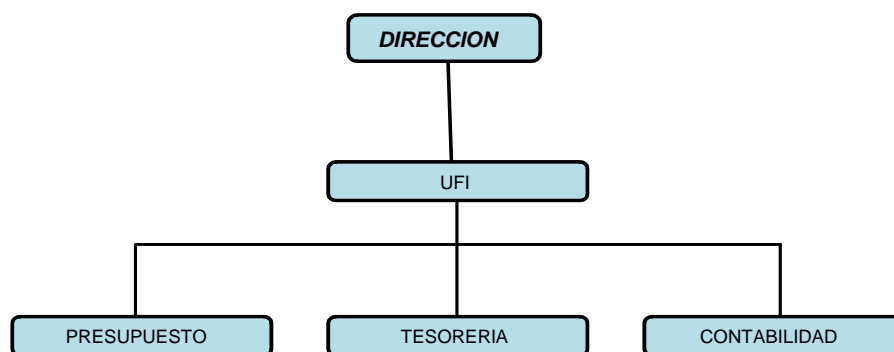 DIRECCION
UFI
PRESUPUESTO
TESORERIA
CONTABILIDAD